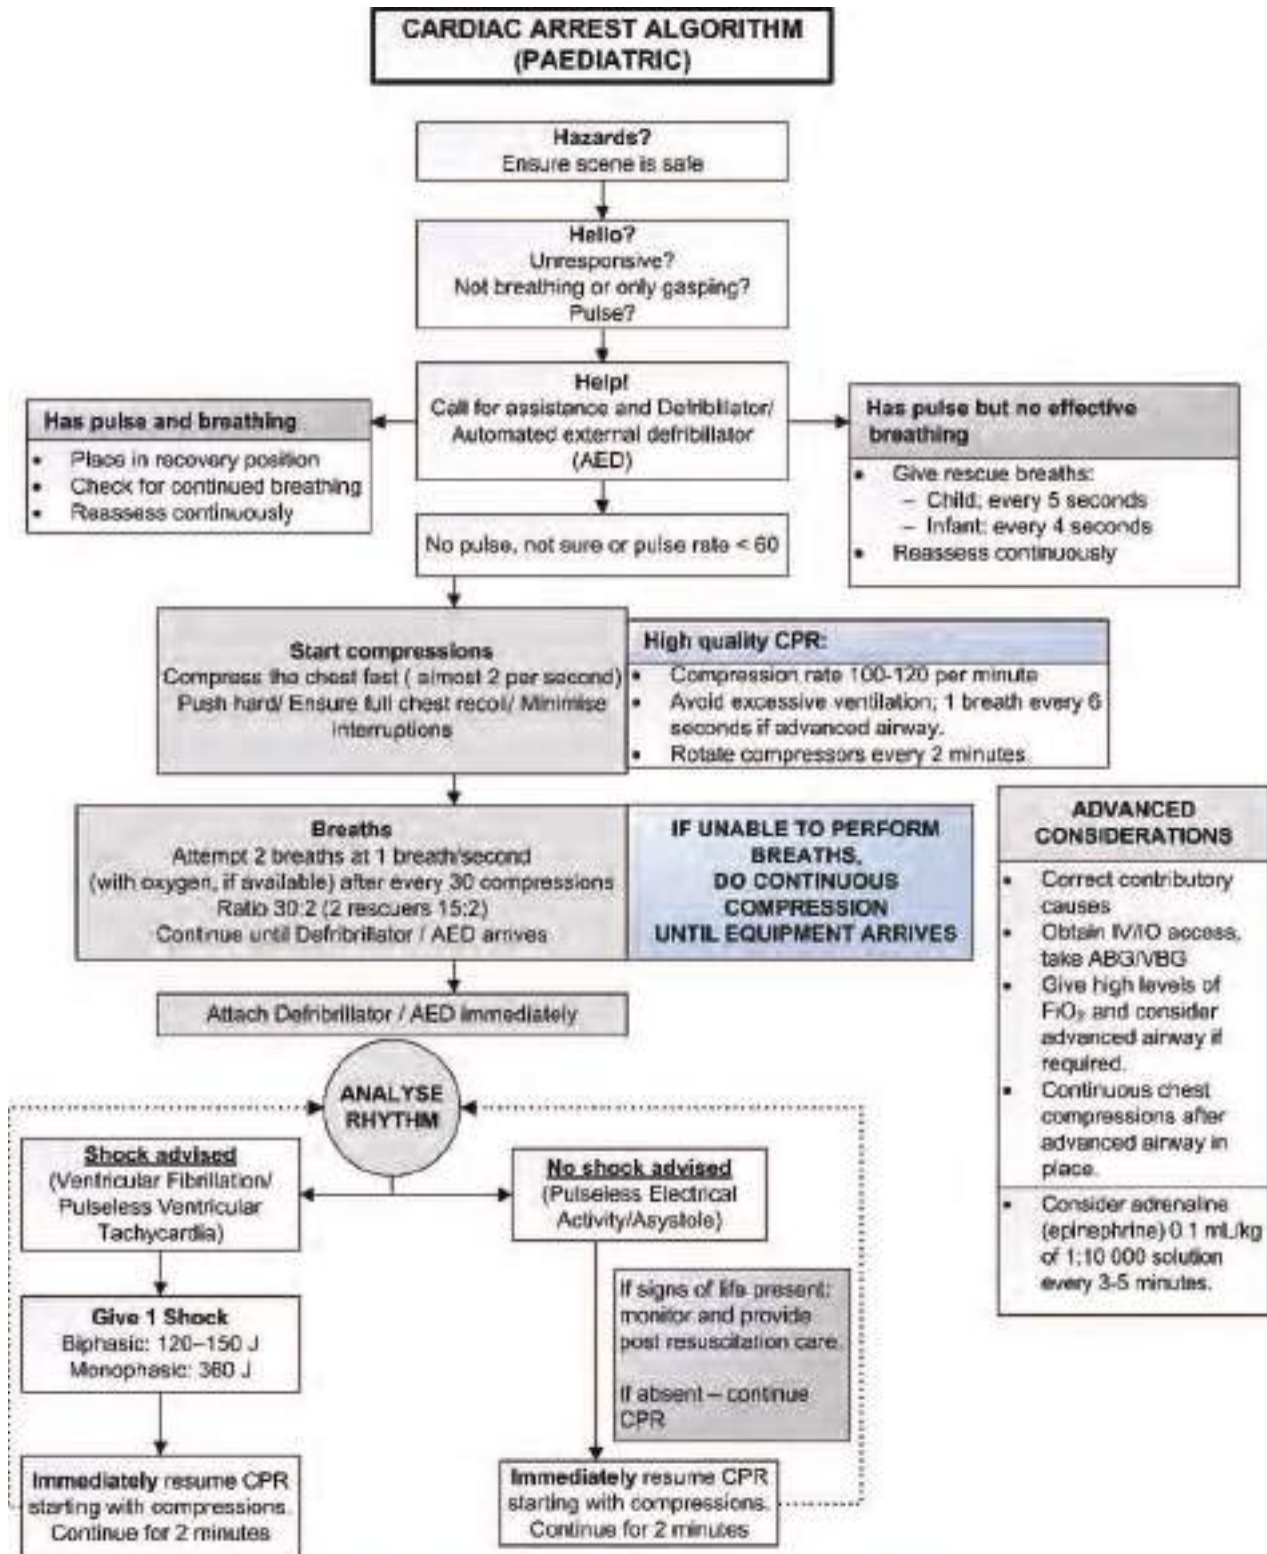 CARDIAC ARREST ALGORITHM
(PAEDIATRIC)
Hazards?
Ensure scene is safe
Hello?
Unresponsive?
Not breathing or only gasping?
Pulse?
Help!
Call for assistance and Defribillator/
Automated external defribillator
(AED)
Has pulse and breathing
• Place in recovery position
• Check for continued breathing
• Reassess continuously
Has pulse but no effective
breathing
• Give rescue breaths:
– Child; every 5 seconds
– Infant: every 4 seconds
• Reassess continuously
No pulse, not sure or pulse rate < 60
Start compressions
Compress the chest fast ( almost 2 per second)
Push hard/ Ensure full chest recoil/ Minimise
interruptions
High quality CPR:
• Compression rate 100-120 per minute
• Avoid excessive ventilation; 1 breath every 6
seconds if advanced airway.
• Rotate compressors every 2 minutes.
Breaths
Attempt 2 breaths at 1 breath/second
(with oxygen, if available) after every 30 compressions
Ratio 30:2 (2 rescuers 15:2)
Continue until Defribillator / AED arrives
IF UNABLE TO PERFORM
BREATHS,
DO CONTINUOUS
COMPRESSION
UNTIL EQUIPMENT ARRIVES
Attach Defribrillator / AED immediately
ANALYSE
RHYTHM
Shock advised
(Ventricular Fibrillation/
Pulseless Ventricular
Tachycardia)
No shock advised
(Pulseless Electrical
Activity/Asystole)
Give 1 Shock
Biphasic: 120–150 J
Monophasic: 360 J
If signs of life present:
monitor and provide
post resuscitation care.
If absent – continue
CPR
Immediately resume CPR
starting with compressions.
Continue for 2 minutes
Immediately resume CPR
starting with compressions.
Continue for 2 minutes
ADVANCED
CONSIDERATIONS
• Correct contributory
causes
• Obtain IV/IO access,
take ABG/VBG
• Give high levels of
FiO₂ and consider
advanced airway if
required.
• Continuous chest
compressions after
advanced airway in
place.
• Consider adrenaline
(epinephrine) 0.1 mL/kg
of 1:10 000 solution
every 3-5 minutes.